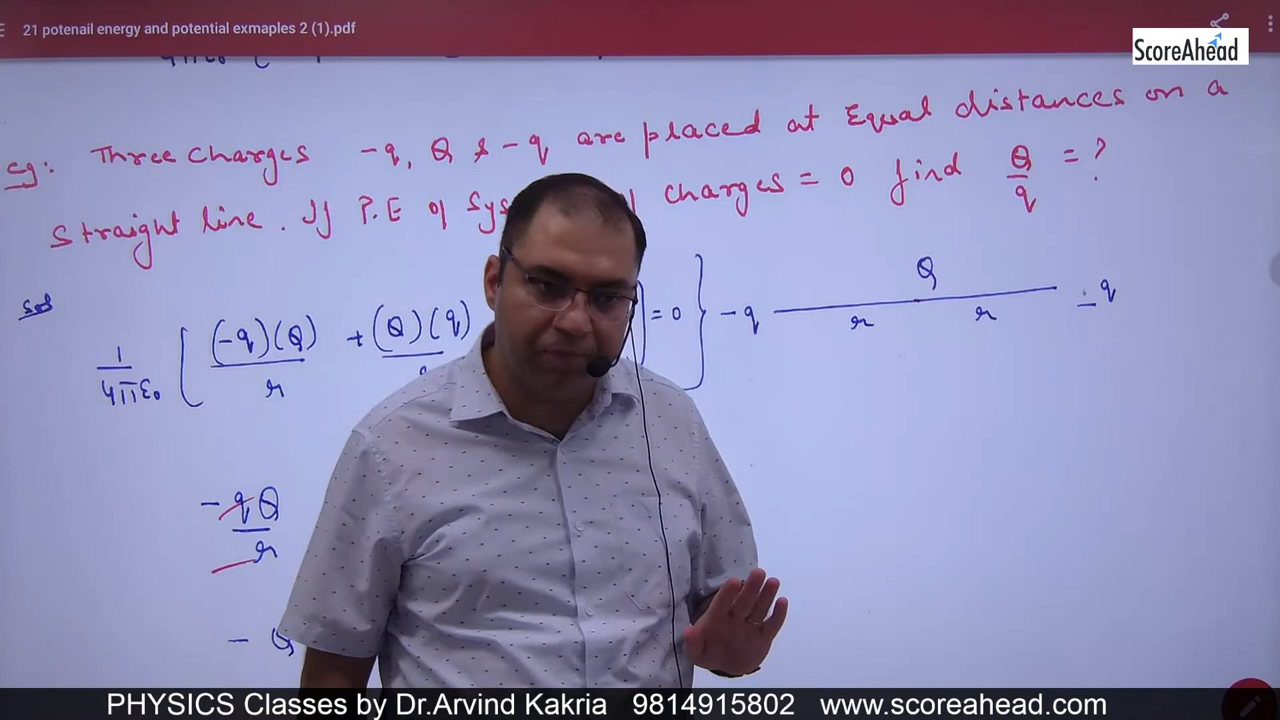 21 potenail energy and potential exmaples 2 (1).pdf
ScoreAhead
4πε₀
eg: Three charges -q, Q & -q are placed at Equal distances on a
straight line. If P.E of Sys charges = 0 find Q/q = ?
Sol
1/4πε₀ [ (-q)(Q)/r + (Q)(q) ] = 0 } -q Q r r -q
-qQ/r
- Q
PHYSICS Classes by Dr.Arvind Kakria 9814915802 www.scoreahead.com